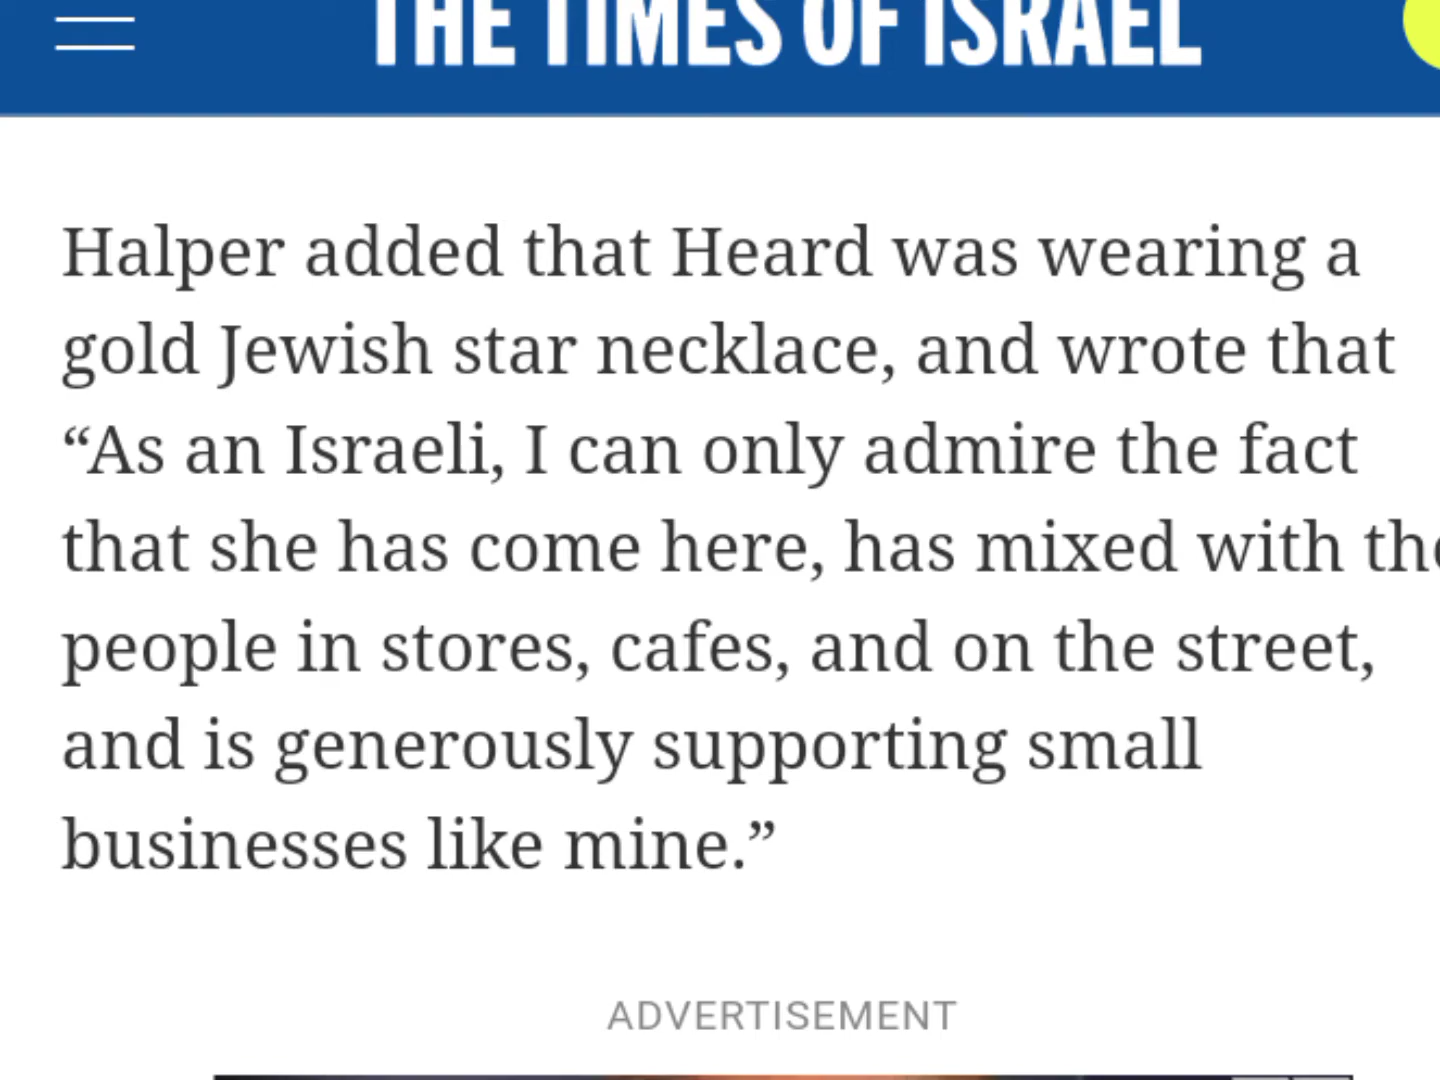 THE TIMES OF ISRAEL
Halper added that Heard was wearing a
gold Jewish star necklace, and wrote that
“As an Israeli, I can only admire the fact
that she has come here, has mixed with the
people in stores, cafes, and on the street,
and is generously supporting small
businesses like mine.”
ADVERTISEMENT